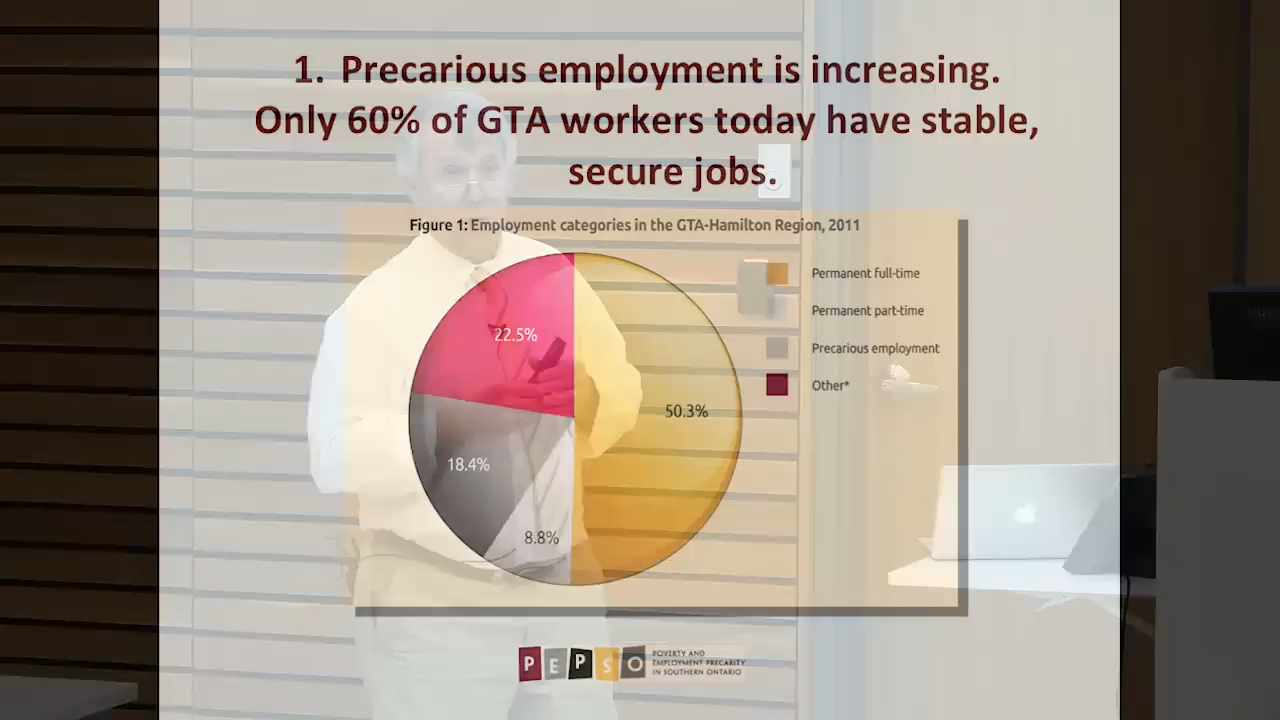 1. Precarious employment is increasing.
Only 60% of GTA workers today have stable,
secure jobs.
Figure 1: Employment categories in the GTA-Hamilton Region, 2011
Permanent full-time
Permanent part-time
Precarious employment
Other*
22.5%
50.3%
18.4%
8.8%
PEPSO
POVERTY AND
EMPLOYMENT PRECARITY
IN SOUTHERN ONTARIO